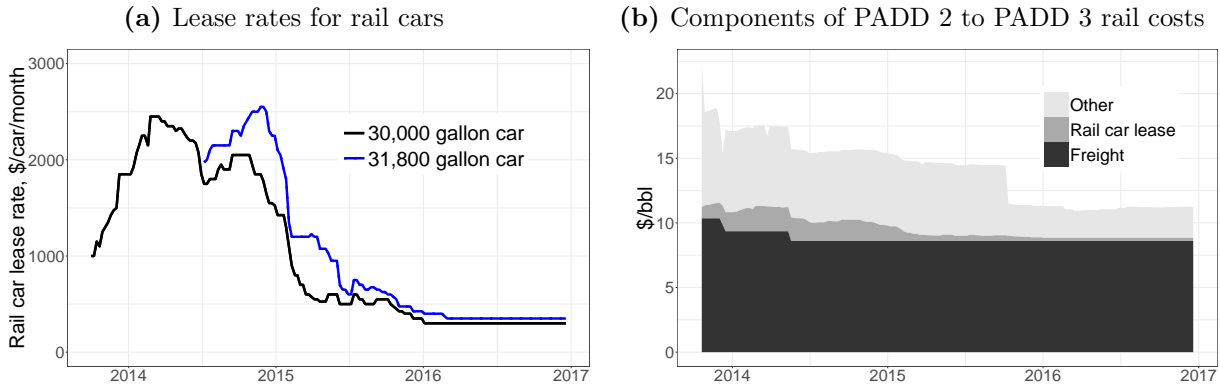 (a) Lease rates for rail cars
Rail car lease rate, $/car/month
3000
2000
1000
0
30,000 gallon car
31,800 gallon car
2014
2015
2016
2017
(b) Components of PADD 2 to PADD 3 rail costs
$/bbl
20
15
10
5
0
Other
Rail car lease
Freight
2014
2015
2016
2017